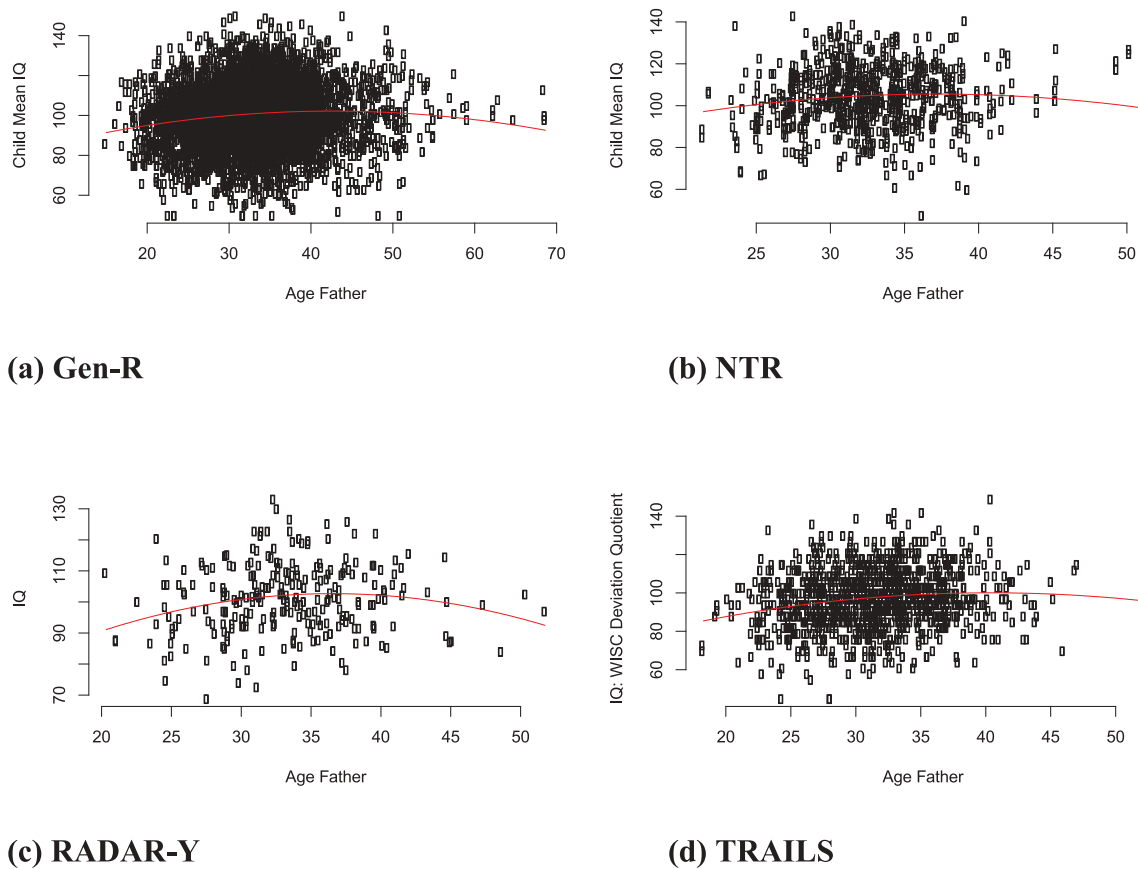 140
120
100
80
60
Child Mean IQ
20 30 40 50 60 70
Age Father
(a) Gen-R
140
120
100
80
60
Child Mean IQ
25 30 35 40 45 50
Age Father
(b) NTR
130
110
90
70
IQ
20 25 30 35 40 45 50
Age Father
(c) RADAR-Y
140
100
80
60
IQ: WISC Deviation Quotient
20 25 30 35 40 45 50
Age Father
(d) TRAILS